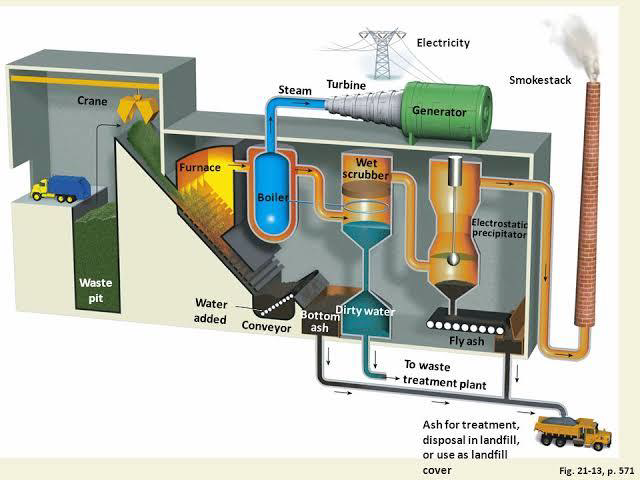 Electricity
Smokestack
Turbine
Steam
Crane
Generator
Wet
scrubber
Furnace
Boiler
Electrostatic
precipitator
Waste
pit
Water
added
Conveyor
Bottom
ash
Dirty water
Fly ash
To waste
treatment plant
Ash for treatment,
disposal in landfill,
or use as landfill
cover
Fig. 21-13, p. 571